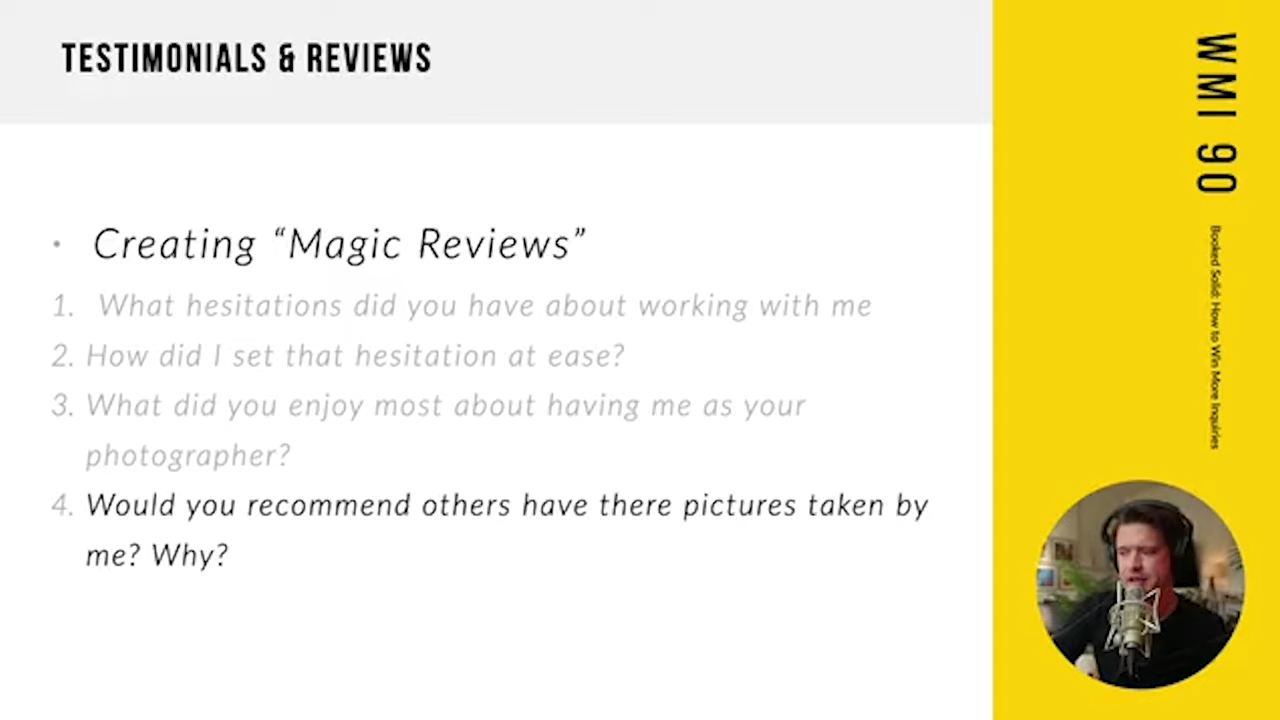 TESTIMONIALS & REVIEWS
• Creating “Magic Reviews”
1. What hesitations did you have about working with me
2. How did I set that hesitation at ease?
3. What did you enjoy most about having me as your
photographer?
4. Would you recommend others have there pictures taken by
me? Why?
WMI 90
Booked Solid: How to Win More Inquiries